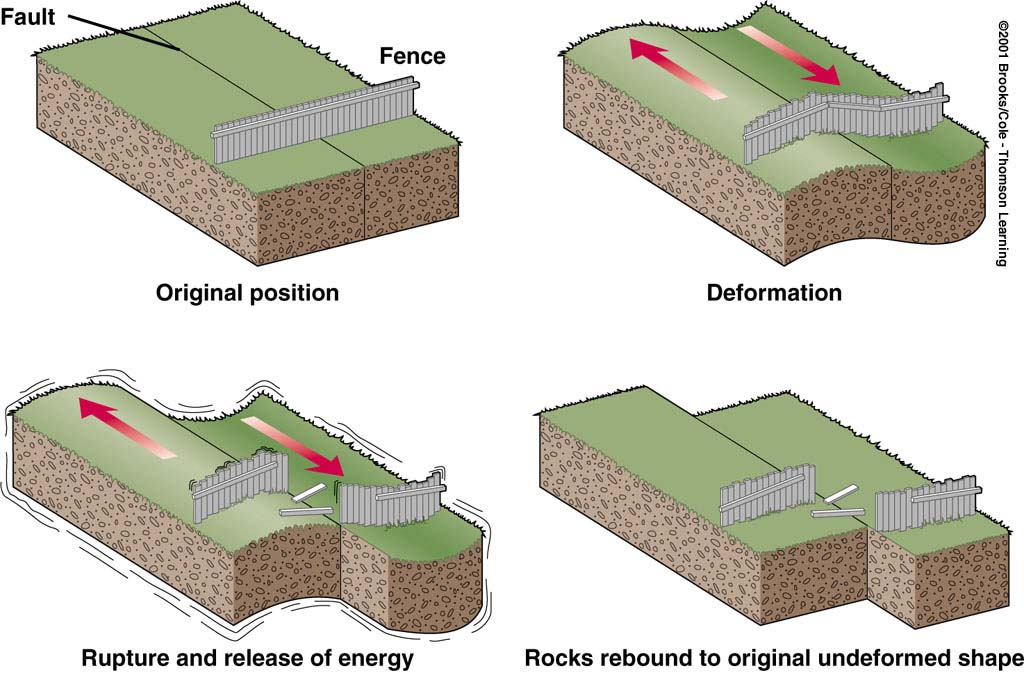 Fault
Fence
©2001 Brooks/Cole - Thomson Learning
Original position
Deformation
Rupture and release of energy
Rocks rebound to original undeformed shape